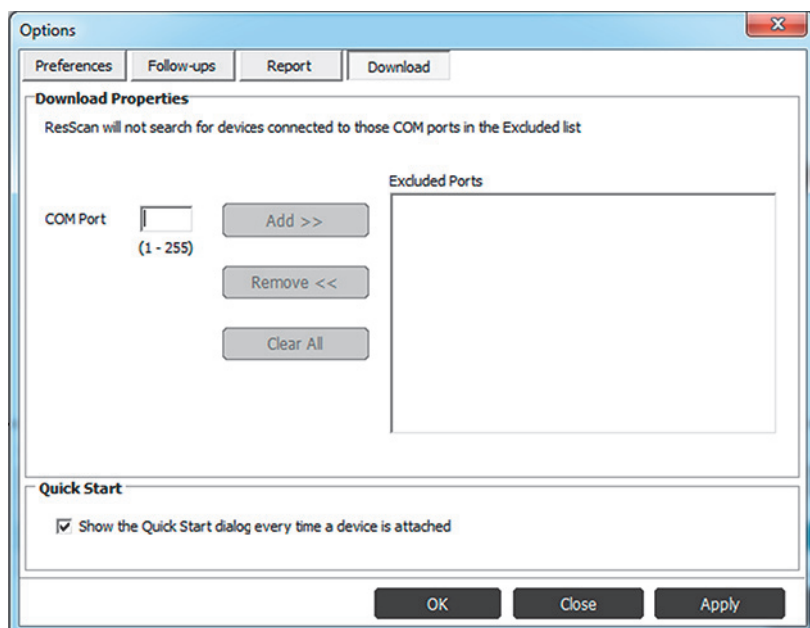 Options
Preferences Follow-ups Report Download
Download Properties
ResScan will not search for devices connected to those COM ports in the Excluded list
Excluded Ports
COM Port Add >>
(1 - 255)
Remove <<
Clear All
Quick Start
Show the Quick Start dialog every time a device is attached
OK Close Apply